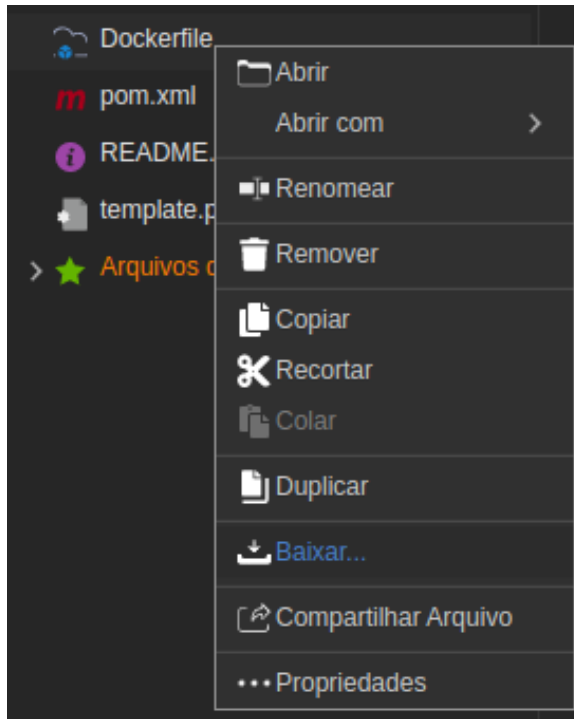 Dockerfile
Abrir
pom.xml
Abrir com
README.
Renomear
template.p
Remover
Arquivos
Copiar
Recortar
Colar
Duplicar
Baixar...
Compartilhar Arquivo
Propriedades